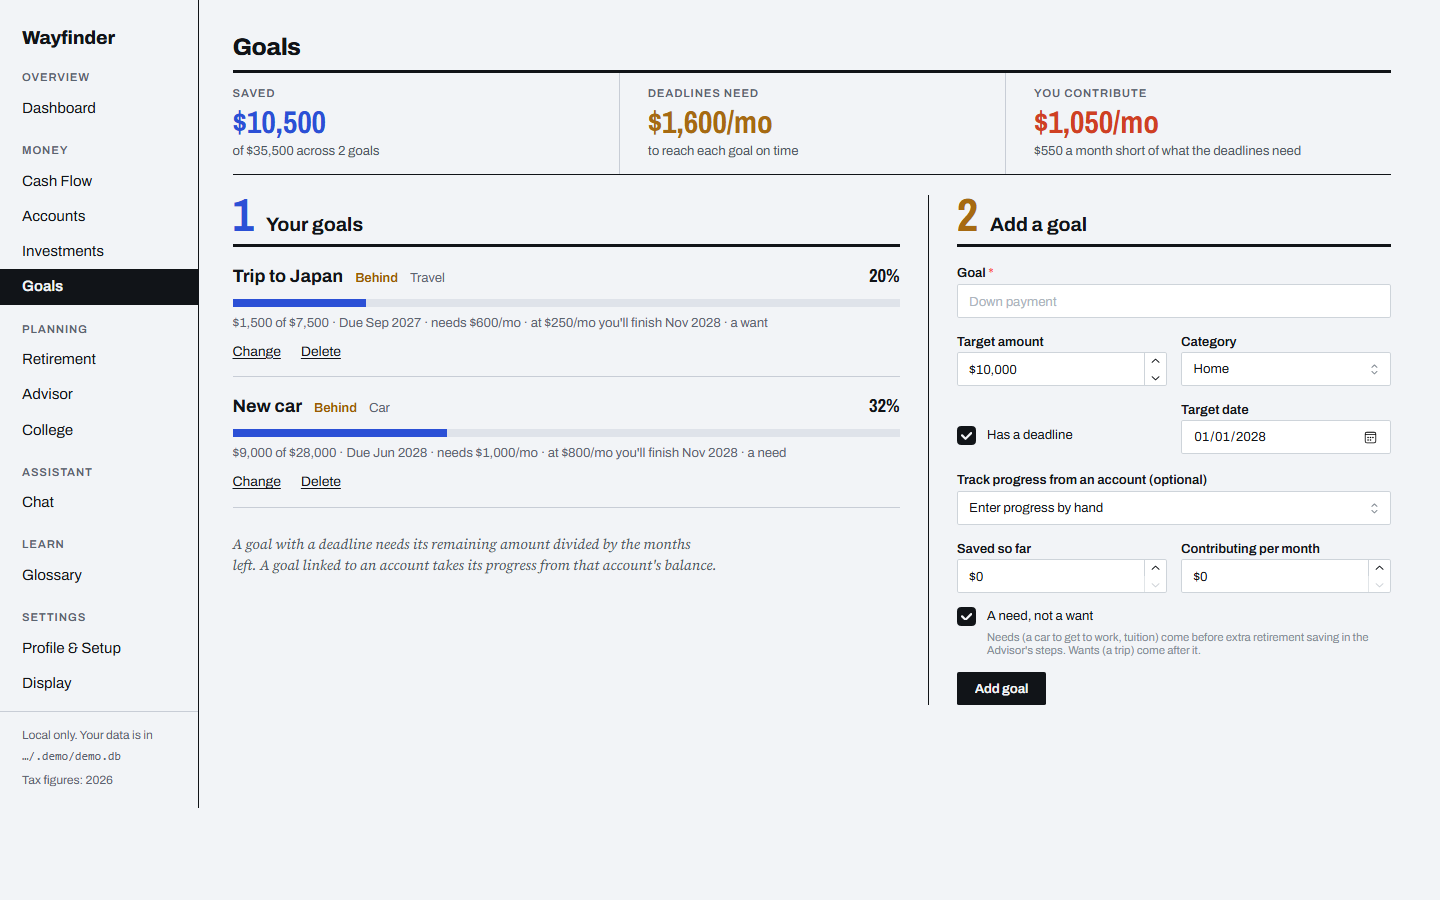 Wayfinder
OVERVIEW
Dashboard
MONEY
Cash Flow
Accounts
Investments
Goals
PLANNING
Retirement
Advisor
College
ASSISTANT
Chat
LEARN
Glossary
SETTINGS
Profile & Setup
Display
Local only. Your data is in
…/.demo/demo.db
Tax figures: 2026
Goals
SAVED
$10,500
of $35,500 across 2 goals
DEADLINES NEED
$1,600/mo
to reach each goal on time
YOU CONTRIBUTE
$1,050/mo
$550 a month short of what the deadlines need
1 Your goals
Trip to Japan Behind Travel 20%
$1,500 of $7,500 · Due Sep 2027 · needs $600/mo · at $250/mo you'll finish Nov 2028 · a want
Change Delete
New car Behind Car 32%
$9,000 of $28,000 · Due Jun 2028 · needs $1,000/mo · at $800/mo you'll finish Nov 2028 · a need
Change Delete
A goal with a deadline needs its remaining amount divided by the months
left. A goal linked to an account takes its progress from that account's balance.
2 Add a goal
Goal *
Down payment
Target amount Category
$10,000 Home
Target date
Has a deadline 01/01/2028
Track progress from an account (optional)
Enter progress by hand
Saved so far Contributing per month
$0 $0
A need, not a want
Needs (a car to get to work, tuition) come before extra retirement saving in the
Advisor's steps. Wants (a trip) come after it.
Add goal